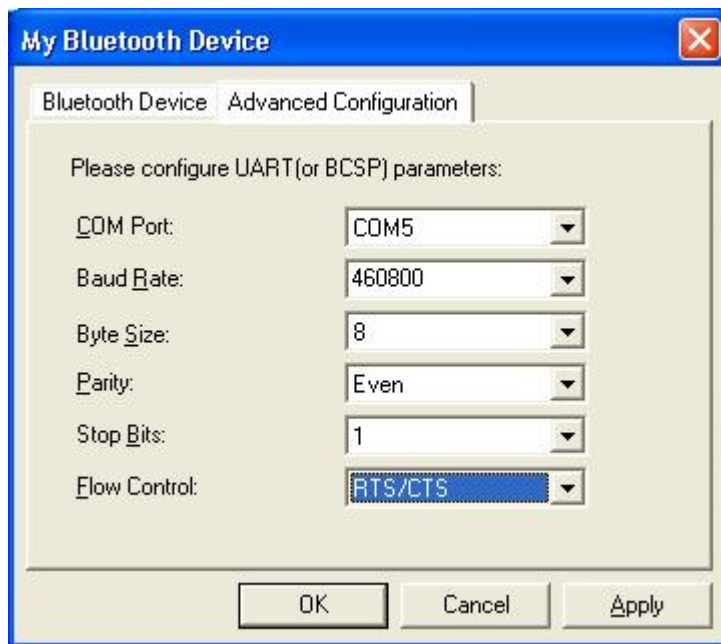 My Bluetooth Device
Bluetooth Device Advanced Configuration
Please configure UART(or BCSP) parameters:
COM Port: COM5
Baud Rate: 460800
Byte Size: 8
Parity: Even
Stop Bits: 1
Flow Control: RTS/CTS
OK Cancel Apply